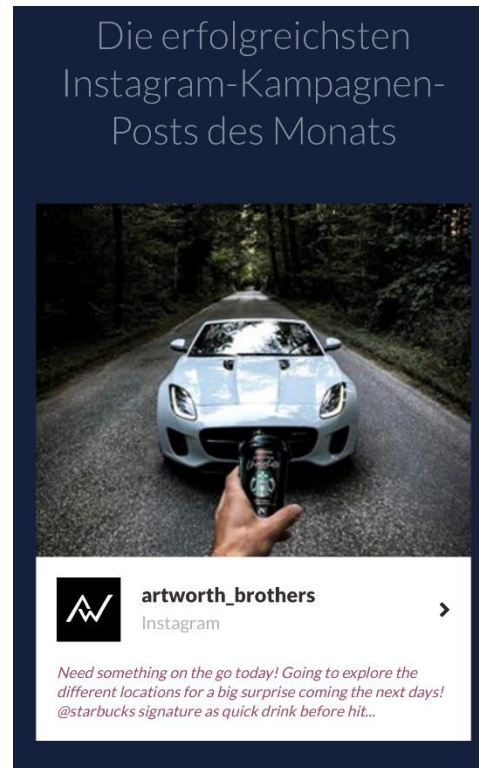 Die erfolgreichsten
Instagram-Kampagnen-
Posts des Monats
artworth_brothers
Instagram
Need something on the go today! Going to explore the
different locations for a big surprise coming the next days!
@starbucks signature as quick drink before hit...